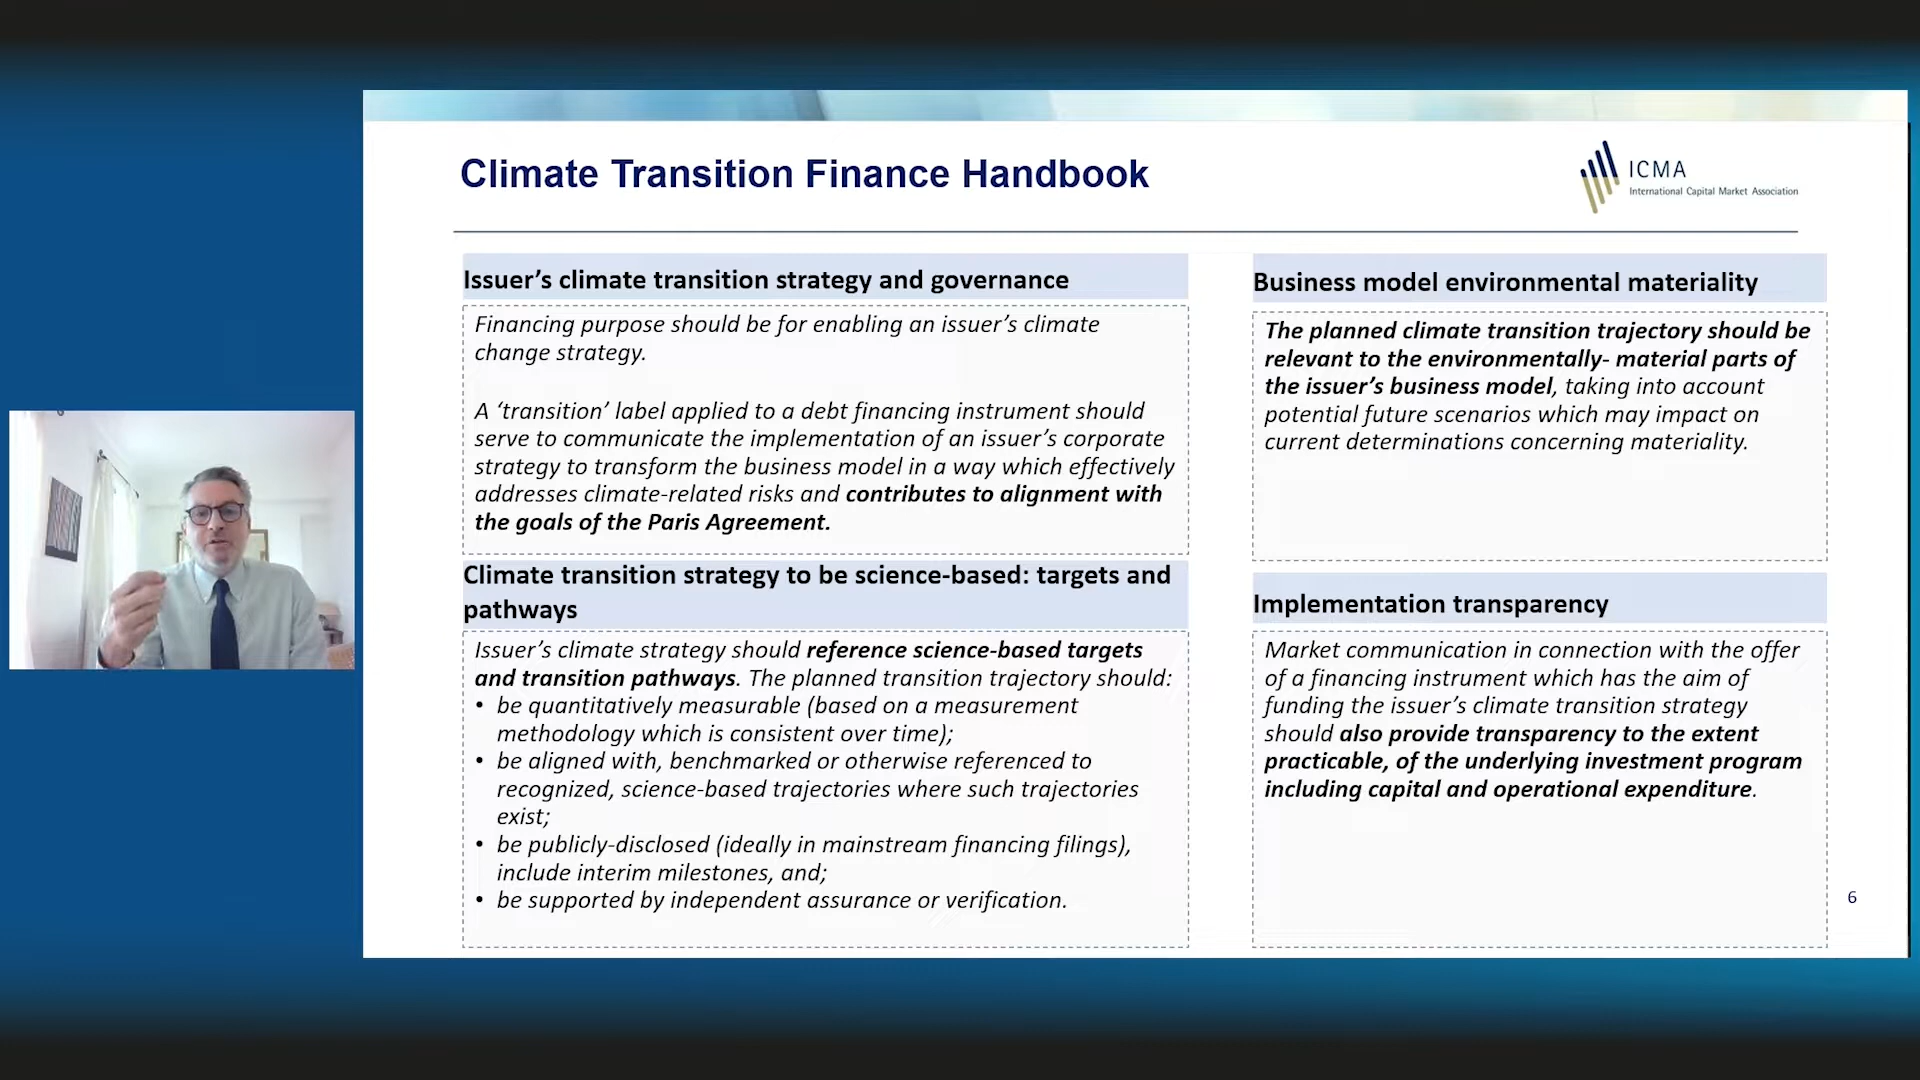 Climate Transition Finance Handbook
ICMA
International Capital Market Association
Issuer’s climate transition strategy and governance
Financing purpose should be for enabling an issuer’s climate
change strategy.
A ‘transition’ label applied to a debt financing instrument should
serve to communicate the implementation of an issuer’s corporate
strategy to transform the business model in a way which effectively
addresses climate-related risks and contributes to alignment with
the goals of the Paris Agreement.
Climate transition strategy to be science-based: targets and
pathways
Issuer’s climate strategy should reference science-based targets
and transition pathways. The planned transition trajectory should:
• be quantitatively measurable (based on a measurement
methodology which is consistent over time);
• be aligned with, benchmarked or otherwise referenced to
recognized, science-based trajectories where such trajectories
exist;
• be publicly-disclosed (ideally in mainstream financing filings),
include interim milestones, and;
• be supported by independent assurance or verification.
Business model environmental materiality
The planned climate transition trajectory should be
relevant to the environmentally- material parts of
the issuer’s business model, taking into account
potential future scenarios which may impact on
current determinations concerning materiality.
Implementation transparency
Market communication in connection with the offer
of a financing instrument which has the aim of
funding the issuer’s climate transition strategy
should also provide transparency to the extent
practicable, of the underlying investment program
including capital and operational expenditure.
6